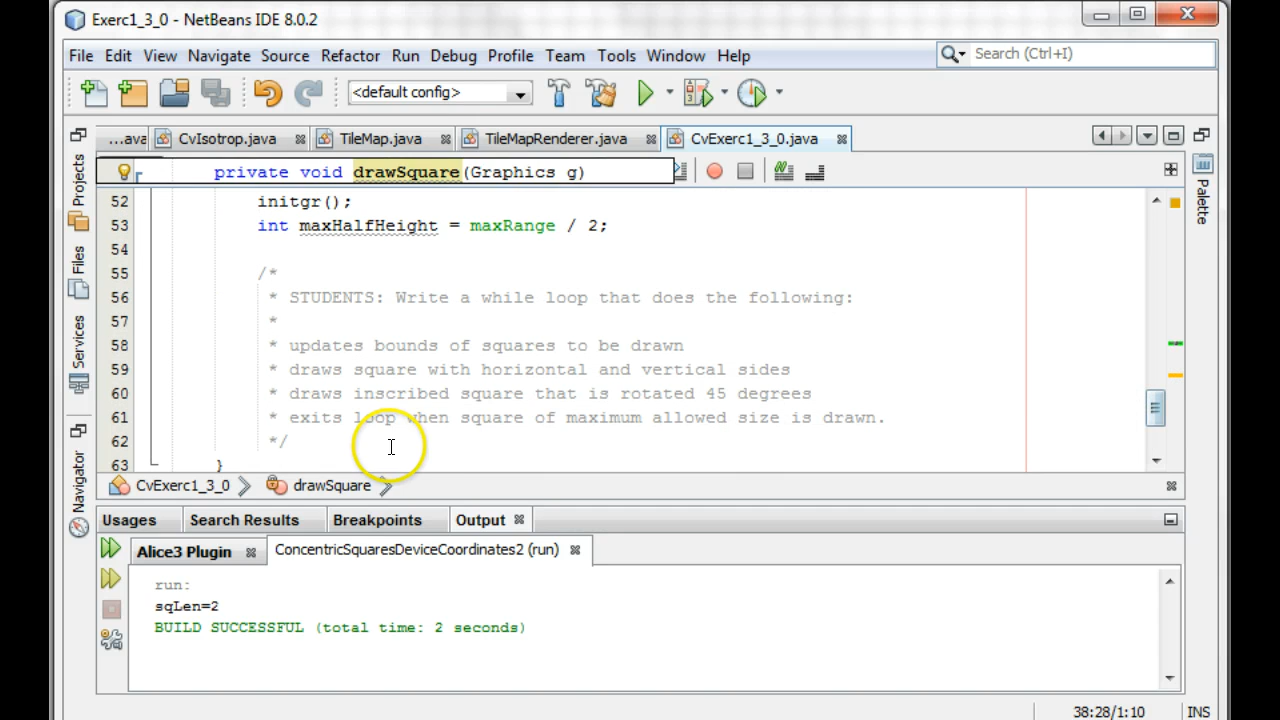 Exerc1_3_0 - NetBeans IDE 8.0.2
File Edit View Navigate Source Refactor Run Debug Profile Team Tools Window Help
Search (Ctrl+I)
<default config>
...ava CvIsotrop.java TileMap.java TileMapRenderer.java CvExerc1_3_0.java
private void drawSquare(Graphics g)
52 initgr();
53 int maxHalfHeight = maxRange / 2;
54
55 /*
56 * STUDENTS: Write a while loop that does the following:
57 *
58 * updates bounds of squares to be drawn
59 * draws square with horizontal and vertical sides
60 * draws inscribed square that is rotated 45 degrees
61 * exits loop when square of maximum allowed size is drawn.
62 */
63 }
CvExerc1_3_0 drawSquare
Projects
Files
Services
Navigator
Palette
Usages Search Results Breakpoints Output
Alice3 Plugin ConcentricSquaresDeviceCoordinates2 (run)
run:
sqLen=2
BUILD SUCCESSFUL (total time: 2 seconds)
38:28/1:10 INS